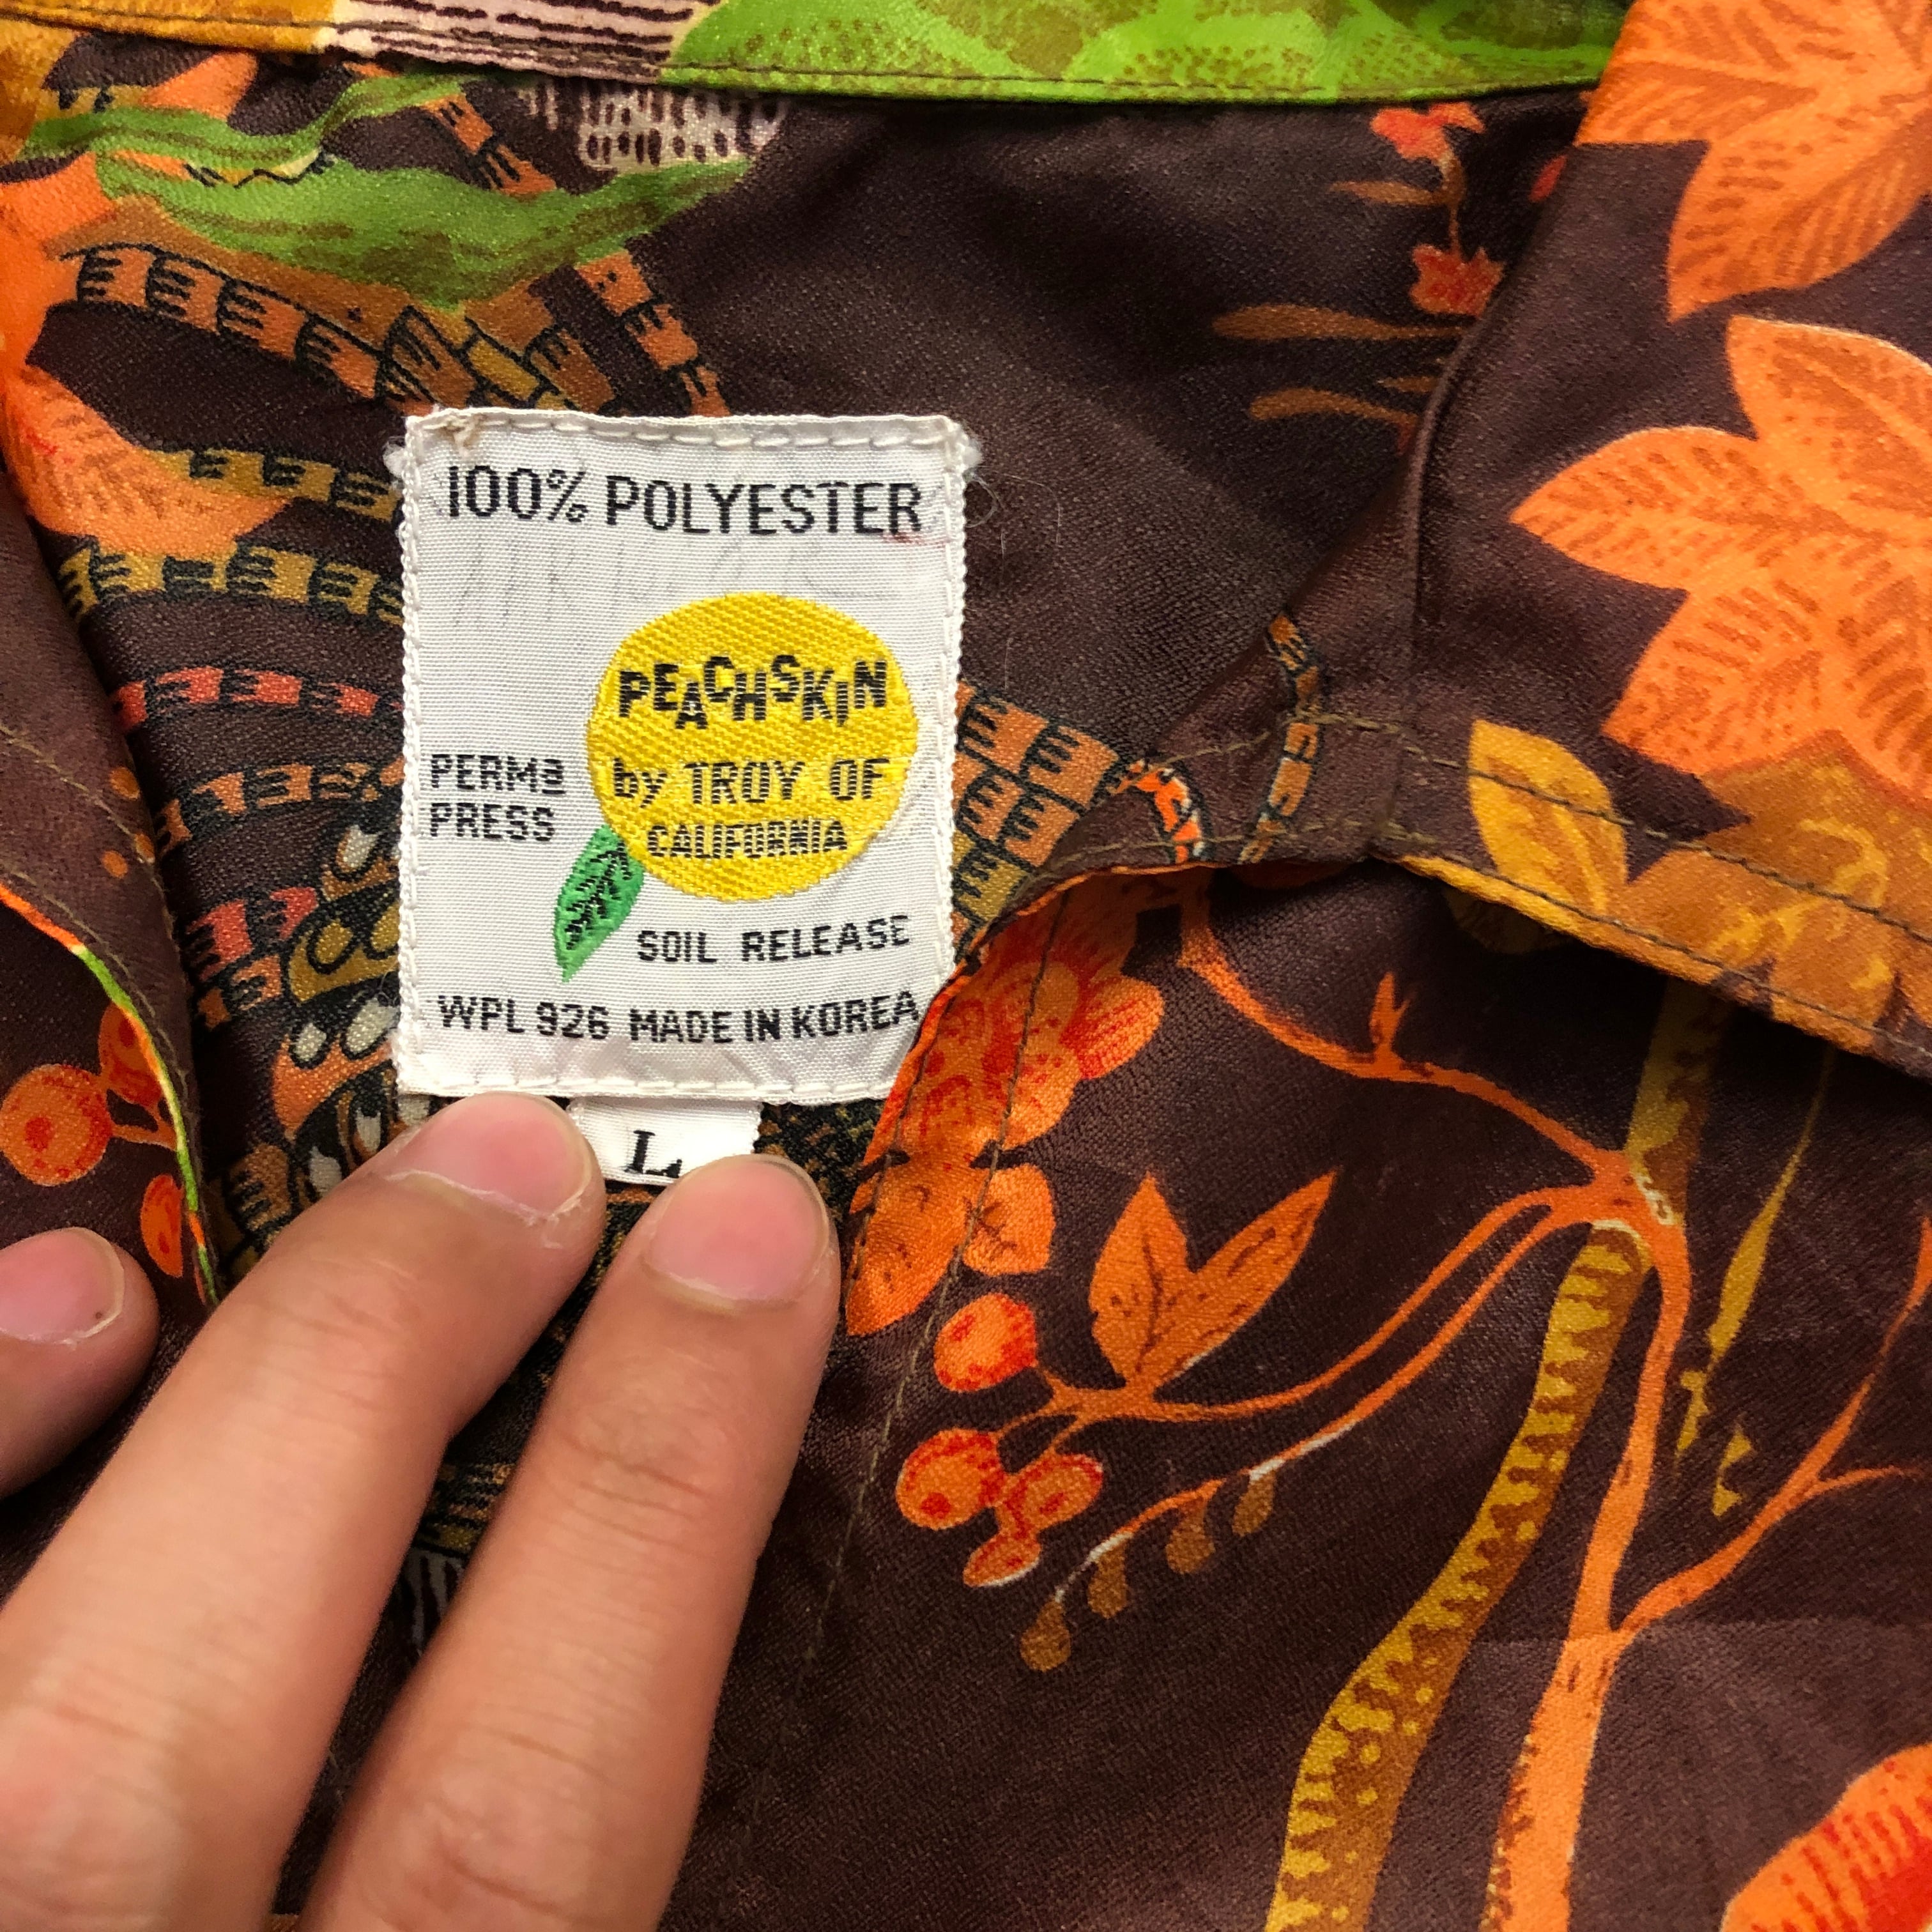 100% POLYESTER
PEACHSKIN
by TROY OF
CALIFORNIA
PERMa
PRESS
SOIL RELEASE
WPL 926 MADE IN KOREA
L